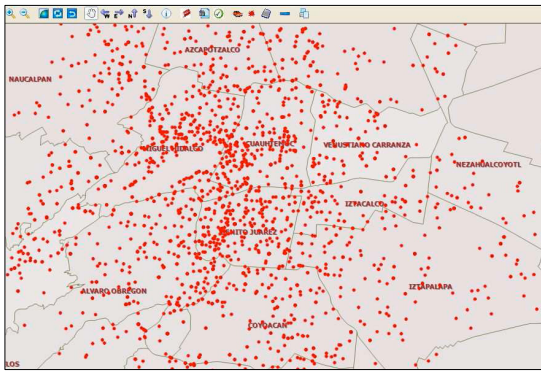 AZCAPOTZALCO
NAUCALPAN
MIGUEL HIDALGO
CUAUHTEMOC
VENUSTIANO CARRANZA
NEZAHUALCOYOTL
IZTACALCO
BENITO JUAREZ
ALVARO OBREGON
IZTAPALAPA
COYOACAN
LOS